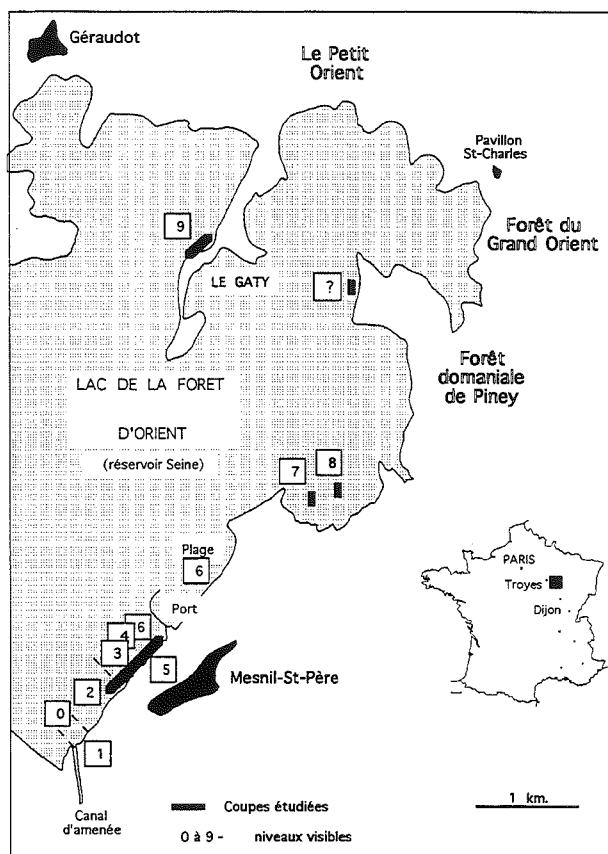 Géraudot
Le Petit
Orient
Pavillon
St-Charles
Forêt du
Grand Orient
9
LE GATY
?
Forêt
domaniale
de Piney
LAC DE LA FORET
D'ORIENT
(réservoir Seine)
7
8
Plage
6
Port
PARIS
Troyes
Dijon
6
4
3
5
Mesnil-St-Père
2
0
1
Canal
d'amenée
Coupes étudiées
0 à 9 - niveaux visibles
1 km.